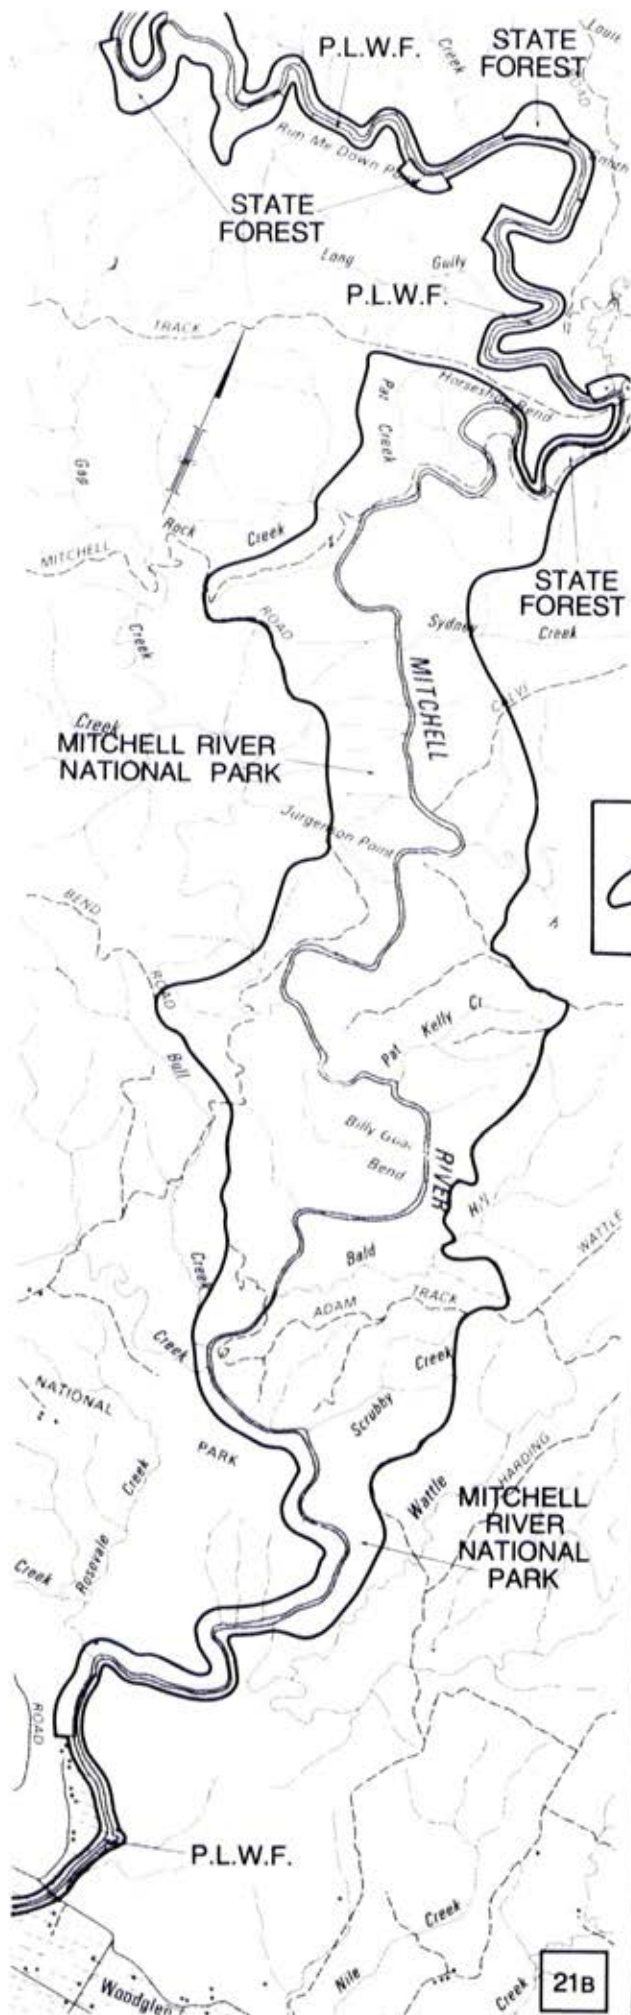 P.L.W.F.
STATE
FOREST
Creek
ROAD
Run Me Down
STATE
FOREST
Long Gully
P.L.W.F.
TRACK
Horseshoe Bend
Pat
Creek
Gap
Rock
Creek
MITCHELL
ROAD
STATE
FOREST
Sydney
Creek
Creek
MITCHELL
Creek
MITCHELL RIVER
NATIONAL PARK
Jurgenson Point
BEND
ROAD
Pat Kelly Cr
Bull
Bend
RIVER
Hill
WATTLE
Bald
Creek
ADAM TRACK
Creek
Creek
Scrubby
NATIONAL
PARK
HARDING
Wattle
Creek
MITCHELL
RIVER
NATIONAL
PARK
Creek
Rosevale
ROAD
P.L.W.F.
Creek
Nile
Creek
21B